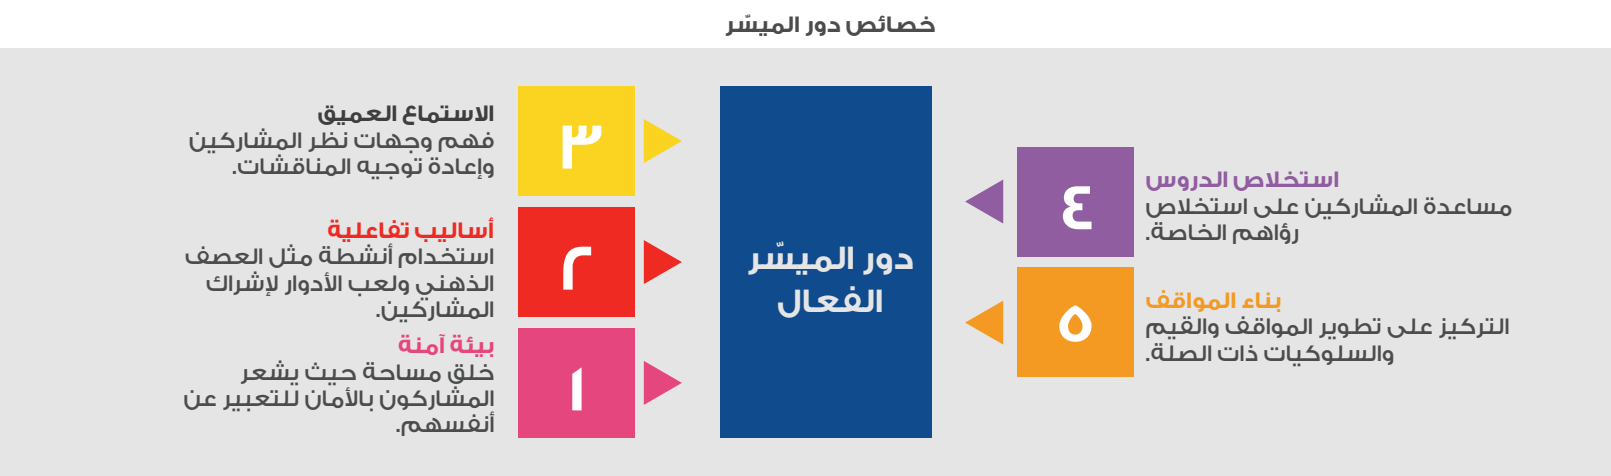 خصائص دور الميسّر
دور الميسّر
الفعال
١
بيئة آمنة
خلق مساحة حيث يشعر
المشاركون بالأمان للتعبير عن
أنفسهم.
٢
أساليب تفاعلية
استخدام أنشطة مثل العصف
الذهني ولعب الأدوار لإشراك
المشاركين.
٣
الاستماع العميق
فهم وجهات نظر المشاركين
وإعادة توجيه المناقشات.
٤
استخلاص الدروس
مساعدة المشاركين على استخلاص
رؤاهم الخاصة.
٥
بناء المواقف
التركيز على تطوير المواقف والقيم
والسلوكيات ذات الصلة.